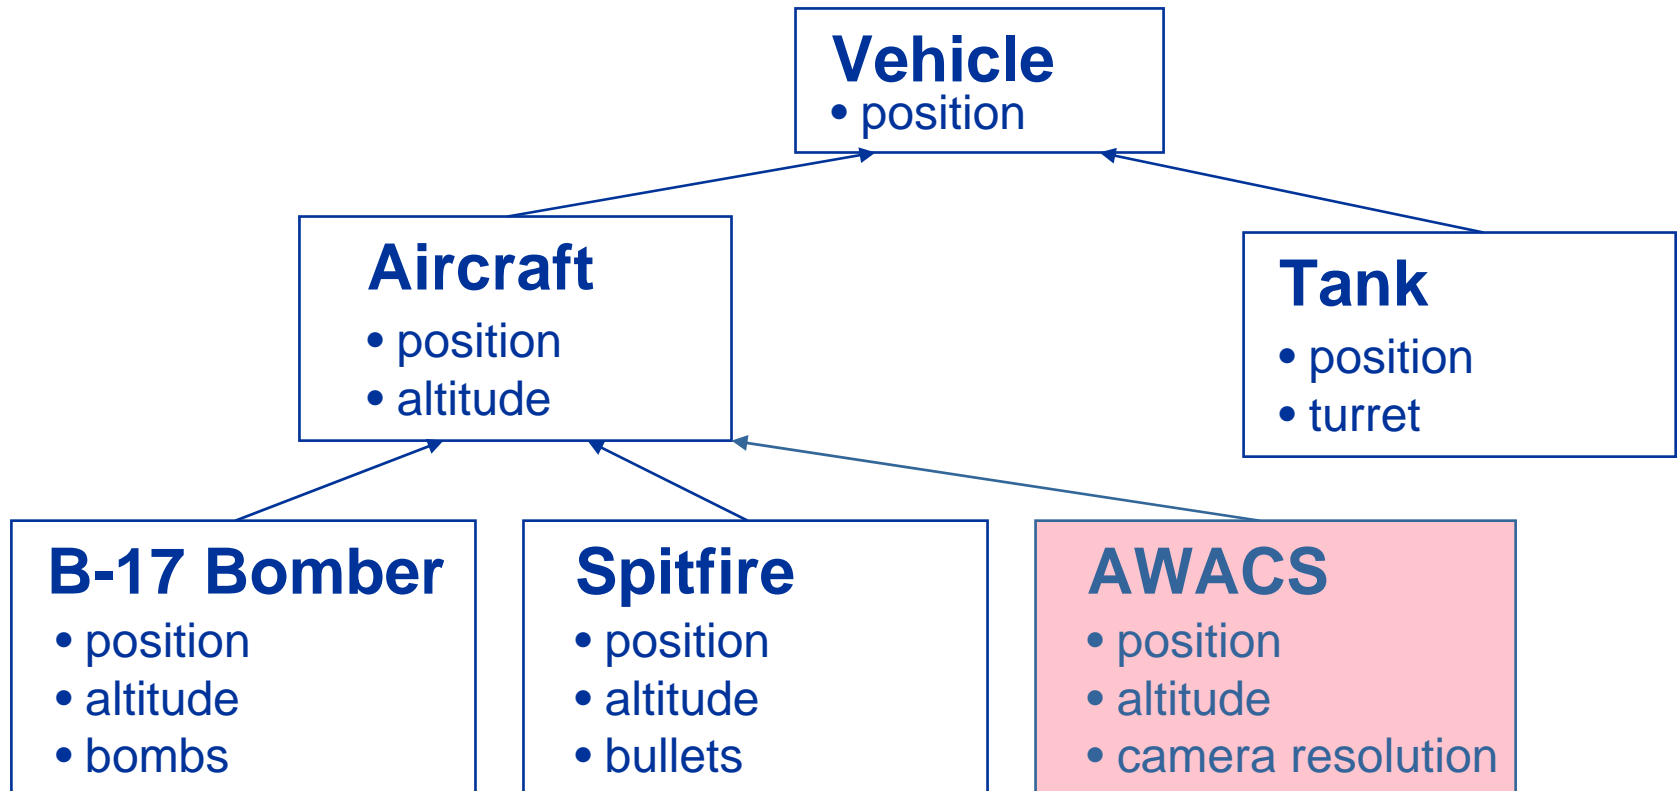 Vehicle
• position
Aircraft
• position
• altitude
Tank
• position
• turret
B-17 Bomber
• position
• altitude
• bombs
Spitfire
• position
• altitude
• bullets
AWACS
• position
• altitude
• camera resolution